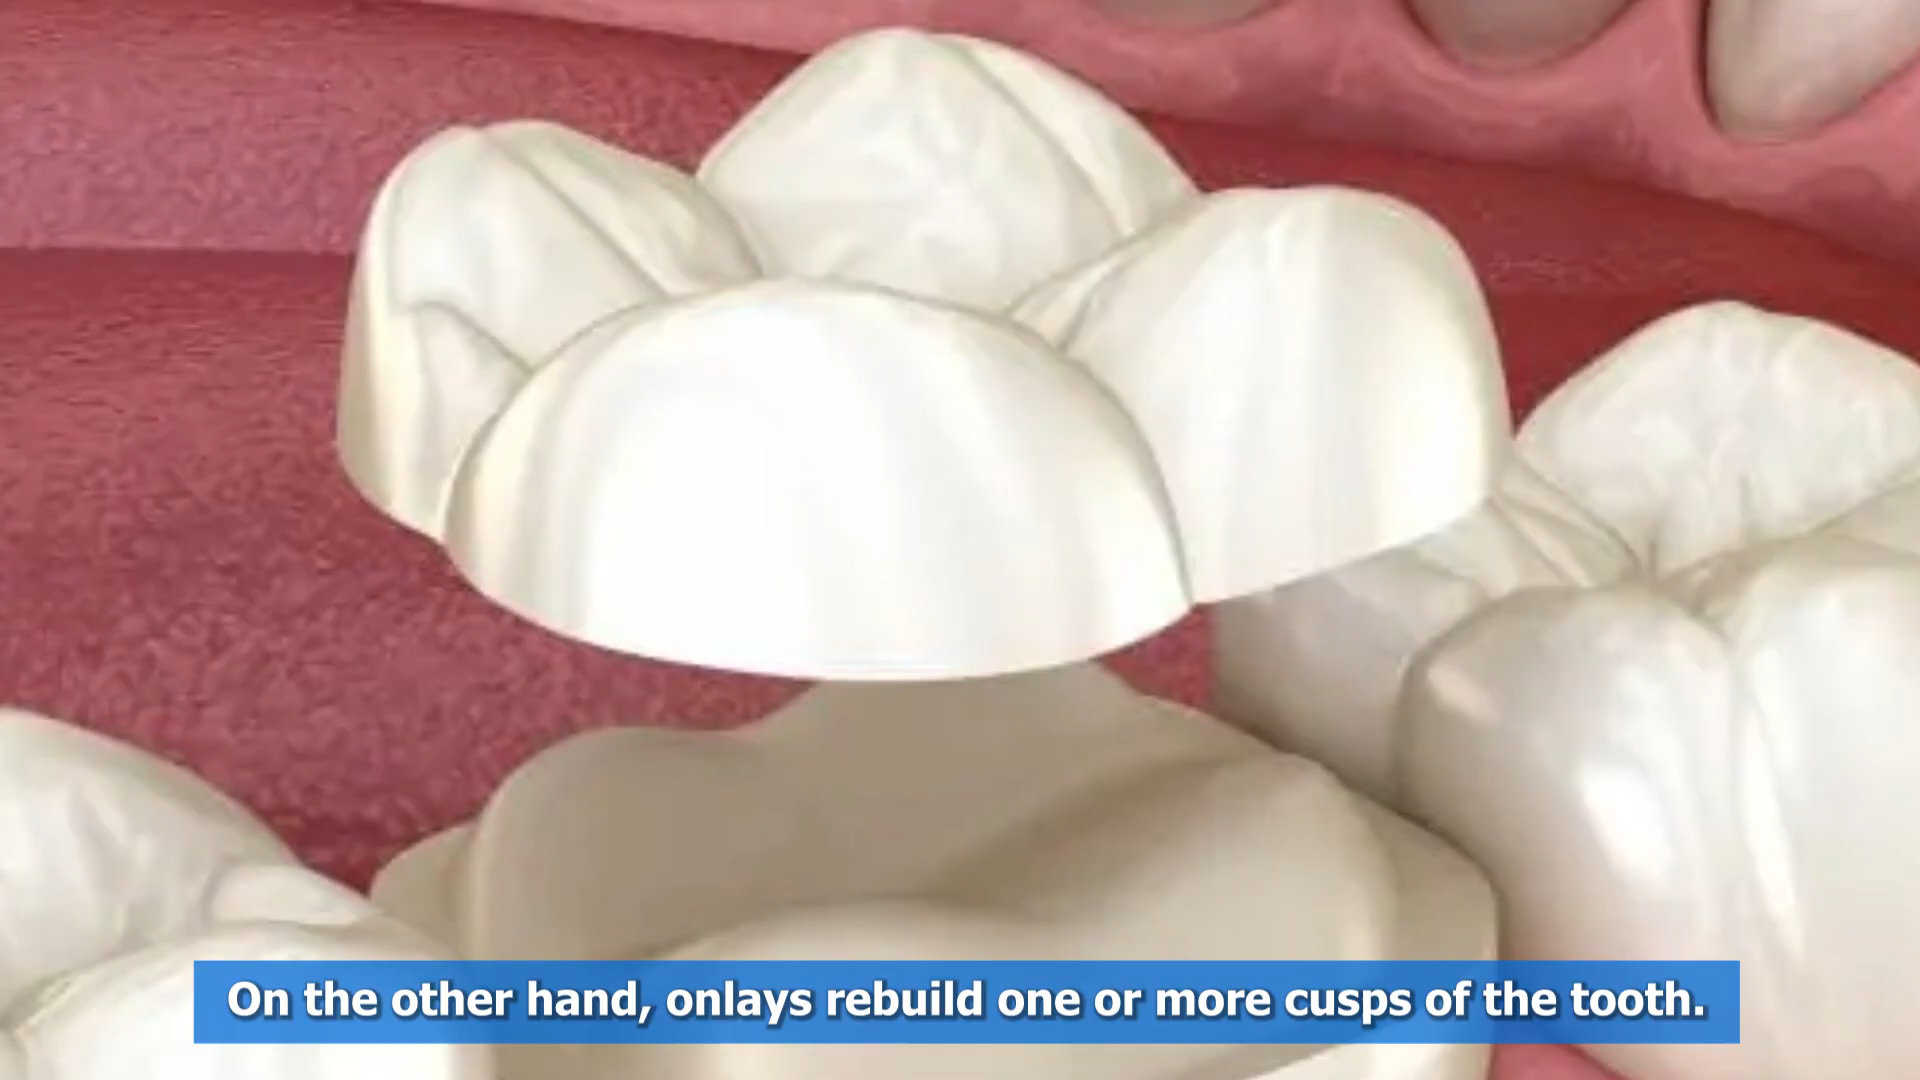 On the other hand, onlays rebuild one or more cusps of the tooth.